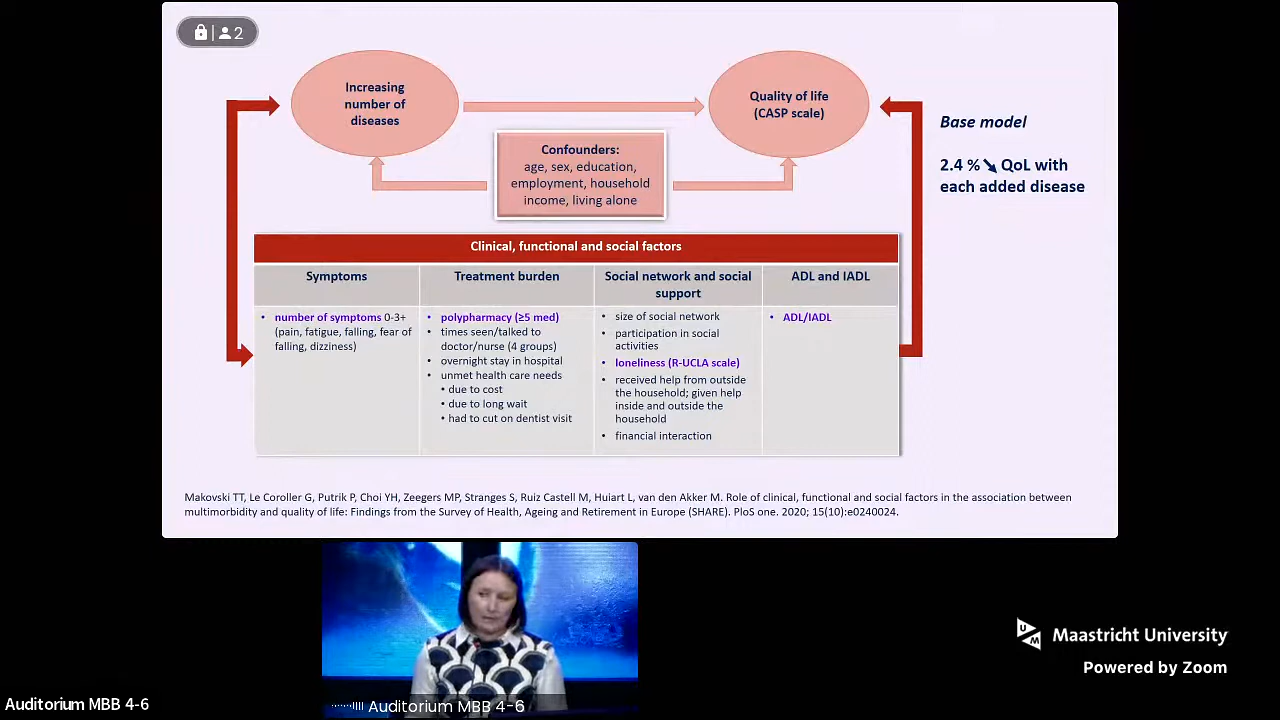 2
Increasing
number of
diseases
Quality of life
(CASP scale)
Confounders:
age, sex, education,
employment, household
income, living alone
Base model
2.4 % ↘ QoL with
each added disease
Clinical, functional and social factors
Symptoms
Treatment burden
Social network and social
support
ADL and IADL
• number of symptoms 0-3+
(pain, fatigue, falling, fear of
falling, dizziness)
• polypharmacy (≥5 med)
• times seen/talked to
doctor/nurse (4 groups)
• overnight stay in hospital
• unmet health care needs
• due to cost
• due to long wait
• had to cut on dentist visit
• size of social network
• participation in social
activities
• loneliness (R-UCLA scale)
• received help from outside
the household; given help
inside and outside the
household
• financial interaction
• ADL/IADL
Makovski TT, Le Coroller G, Putrik P, Choi YH, Zeegers MP, Stranges S, Ruiz Castell M, Huiart L, van den Akker M. Role of clinical, functional and social factors in the association between
multimorbidity and quality of life: Findings from the Survey of Health, Ageing and Retirement in Europe (SHARE). PloS one. 2020; 15(10):e0240024.
UM
Maastricht University
Powered by Zoom
Auditorium MBB 4-6
Auditorium MBB 4-6